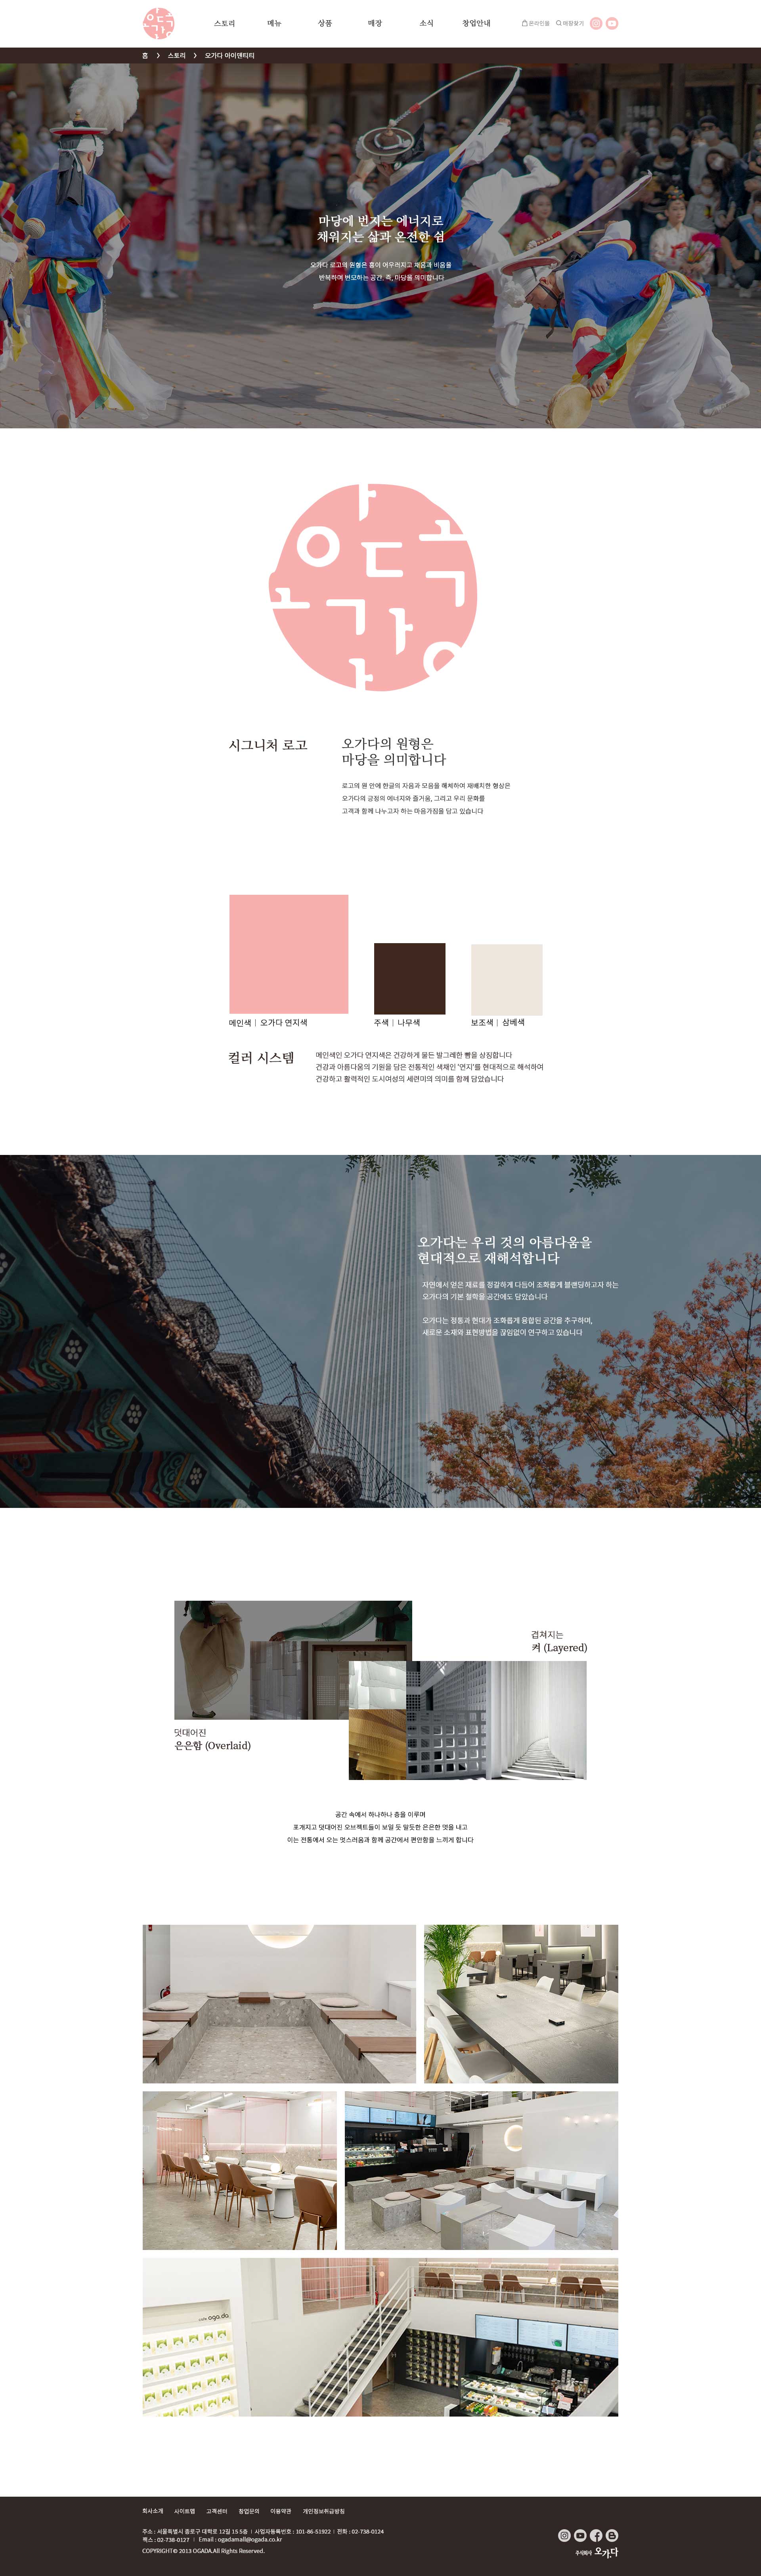 스토리 메뉴 상품 매장 소식 창업안내 온라인몰 매장찾기
홈 > 스토리 > 오가다 아이덴티티
마당에 번지는 에너지로
채워지는 삶과 온전한 쉼
오가다 로고의 원형은 흥이 어우러지고 채움과 비움을
반복하며 변모하는 공간, 즉, 마당을 의미합니다
시그니처 로고
오가다의 원형은
마당을 의미합니다
로고의 원 안에 한글의 자음과 모음을 해체하여 재배치한 형상은
오가다의 긍정의 에너지와 즐거움, 그리고 우리 문화를
고객과 함께 나누고자 하는 마음가짐을 담고 있습니다
메인색 | 오가다 연지색
주색 | 나무색
보조색 | 삼베색
컬러 시스템
메인색인 오가다 연지색은 건강하게 물든 발그레한 뺨을 상징합니다
건강과 아름다움의 기원을 담은 전통적인 색채인 '연지'를 현대적으로 해석하여
건강하고 활력적인 도시여성의 세련미의 의미를 함께 담았습니다
오가다는 우리 것의 아름다움을
현대적으로 재해석합니다
자연에서 얻은 재료를 정갈하게 다듬어 조화롭게 블랜딩하고자 하는
오가다의 기본 철학을 공간에도 담았습니다
오가다는 정통과 현대가 조화롭게 융합된 공간을 추구하며,
새로운 소재와 표현방법을 끊임없이 연구하고 있습니다
겹쳐지는
켜 (Layered)
덧대어진
은은함 (Overlaid)
공간 속에서 하나하나 층을 이루며
포개지고 덧대어진 오브젝트들이 보일 듯 말듯한 은은한 멋을 내고
이는 전통에서 오는 멋스러움과 함께 공간에서 편안함을 느끼게 합니다
cafe oga.da
회사소개 사이트맵 고객센터 창업문의 이용약관 개인정보취급방침
주소 : 서울특별시 종로구 대학로 12길 15 5층 | 사업자등록번호 : 101-86-51922 | 전화 : 02-738-0124
팩스 : 02-738-0127 | Email : ogadamall@ogada.co.kr
COPYRIGHT© 2013 OGADA.All Rights Reserved.
주식회사 오가다